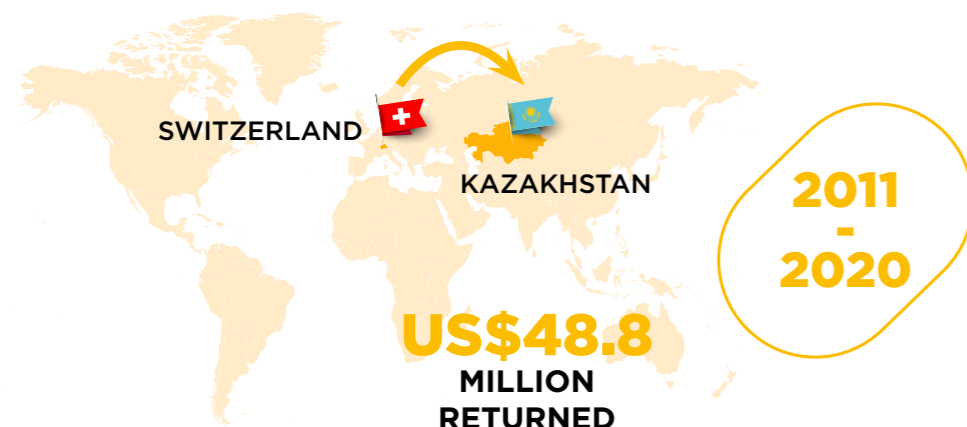 SWITZERLAND
KAZAKHSTAN
2011
-
2020
US$48.8
MILLION
RETURNED